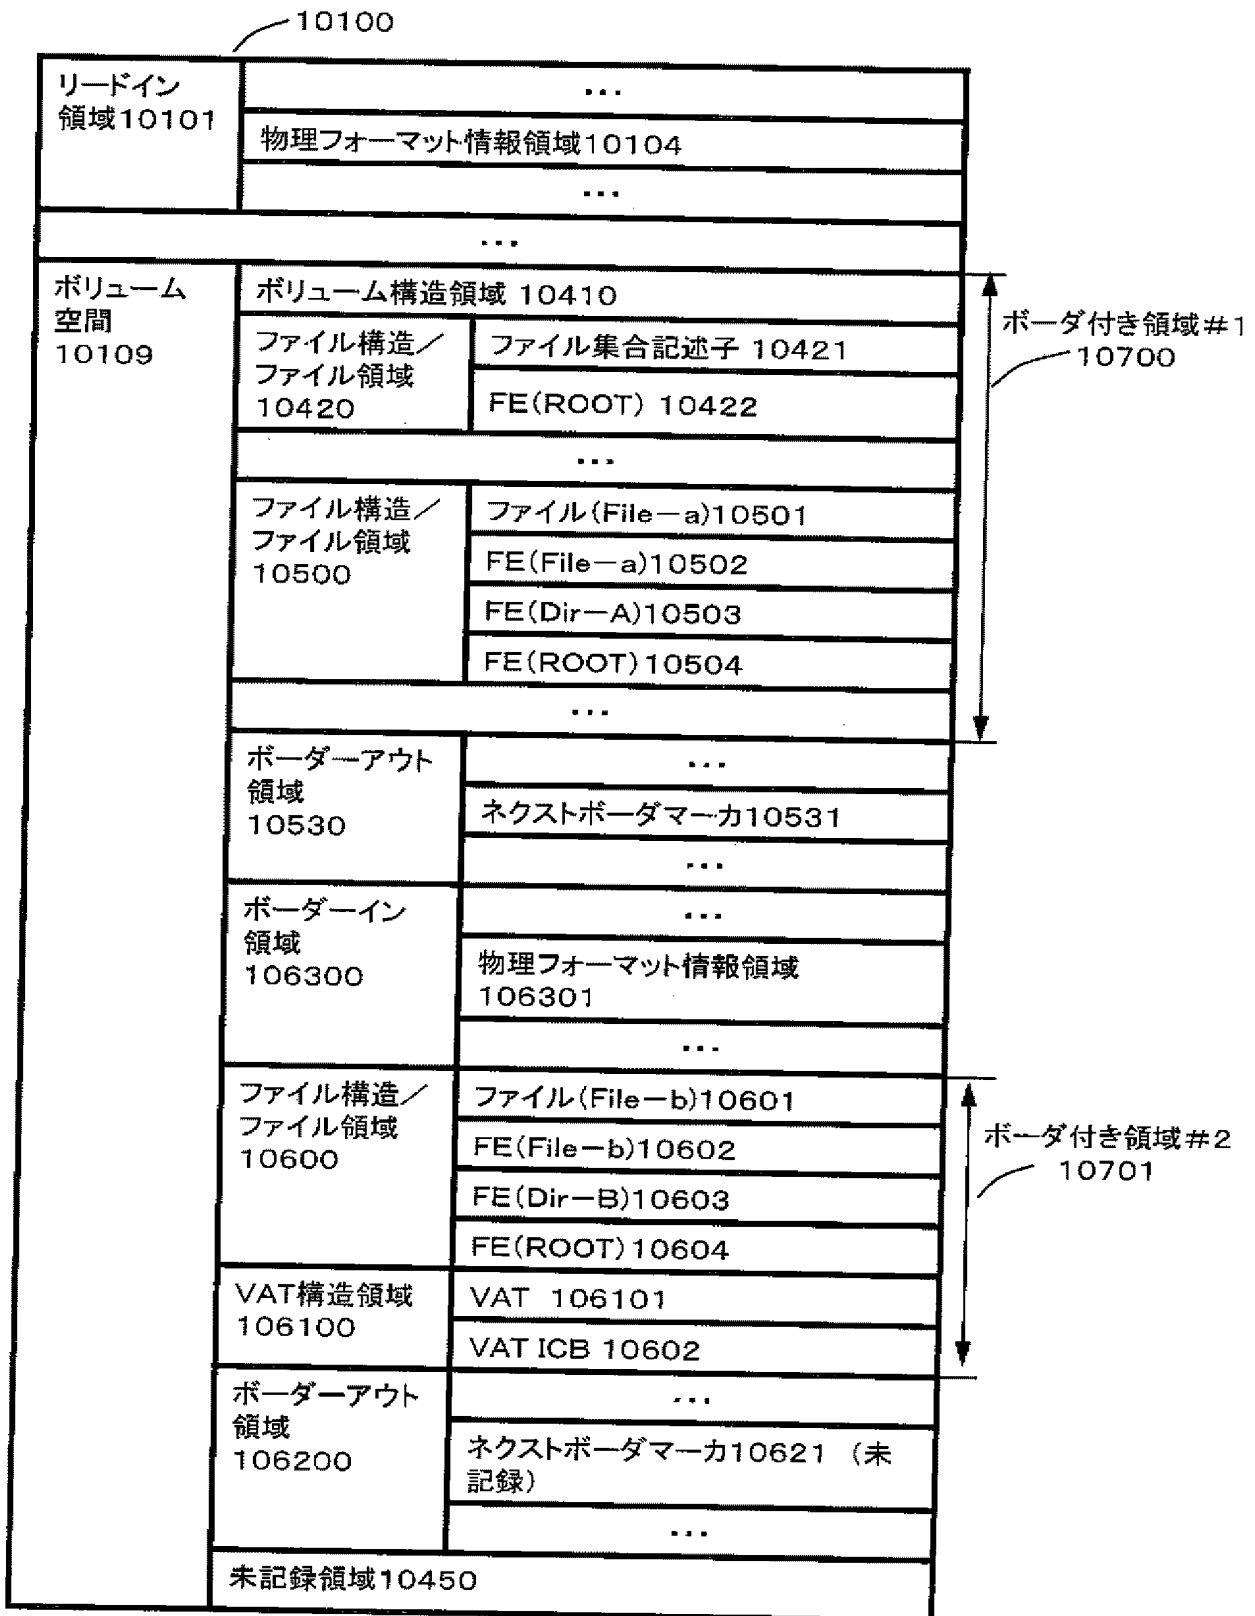 10100
リードイン
領域10101
...
物理フォーマット情報領域10104
...
...
ボリューム
空間
10109
ボリューム構造領域 10410
ファイル構造／
ファイル領域
10420
ファイル集合記述子 10421
FE(ROOT) 10422
...
ファイル構造／
ファイル領域
10500
ファイル(File－a)10501
FE(File－a)10502
FE(Dir－A)10503
FE(ROOT)10504
...
ボーダ付き領域＃1
10700
ボーダーアウト
領域
10530
...
ネクストボーダマーカ10531
...
ボーダーイン
領域
106300
...
物理フォーマット情報領域
106301
...
ファイル構造／
ファイル領域
10600
ファイル(File－b)10601
FE(File－b)10602
FE(Dir－B)10603
FE(ROOT)10604
VAT構造領域
106100
VAT 106101
VAT ICB 10602
ボーダ付き領域＃2
10701
ボーダーアウト
領域
106200
...
ネクストボーダマーカ10621 （未
記録）
...
未記録領域10450